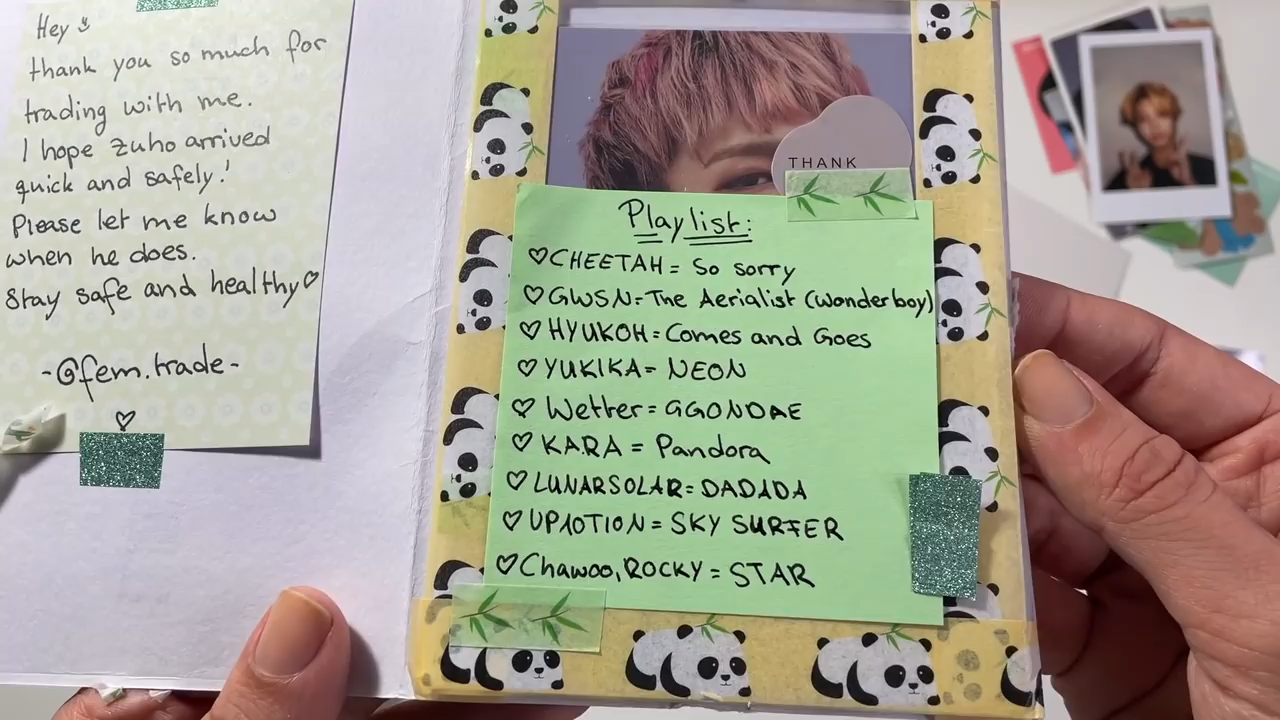 Hey
thank you so much for
trading with me.
I hope Zuho arrived
quick and safely!
Please let me know
when he does.
Stay safe and healthy♡
-@fem.trade-
♡
THANK
Playlist:
♡CHEETAH = So sorry
♡ GWSN=The Aerialist (Wonderboy)
♡ HYUKOH=Comes and Goes
♡YUKIKA= NEON
♡ Wetter= GGONDAE
♡ KARA = Pandora
♡ LUNARSOLAR=DADADA
♡ UP10TION = SKY SURFER
♡Chawoo,ROCKY = STAR